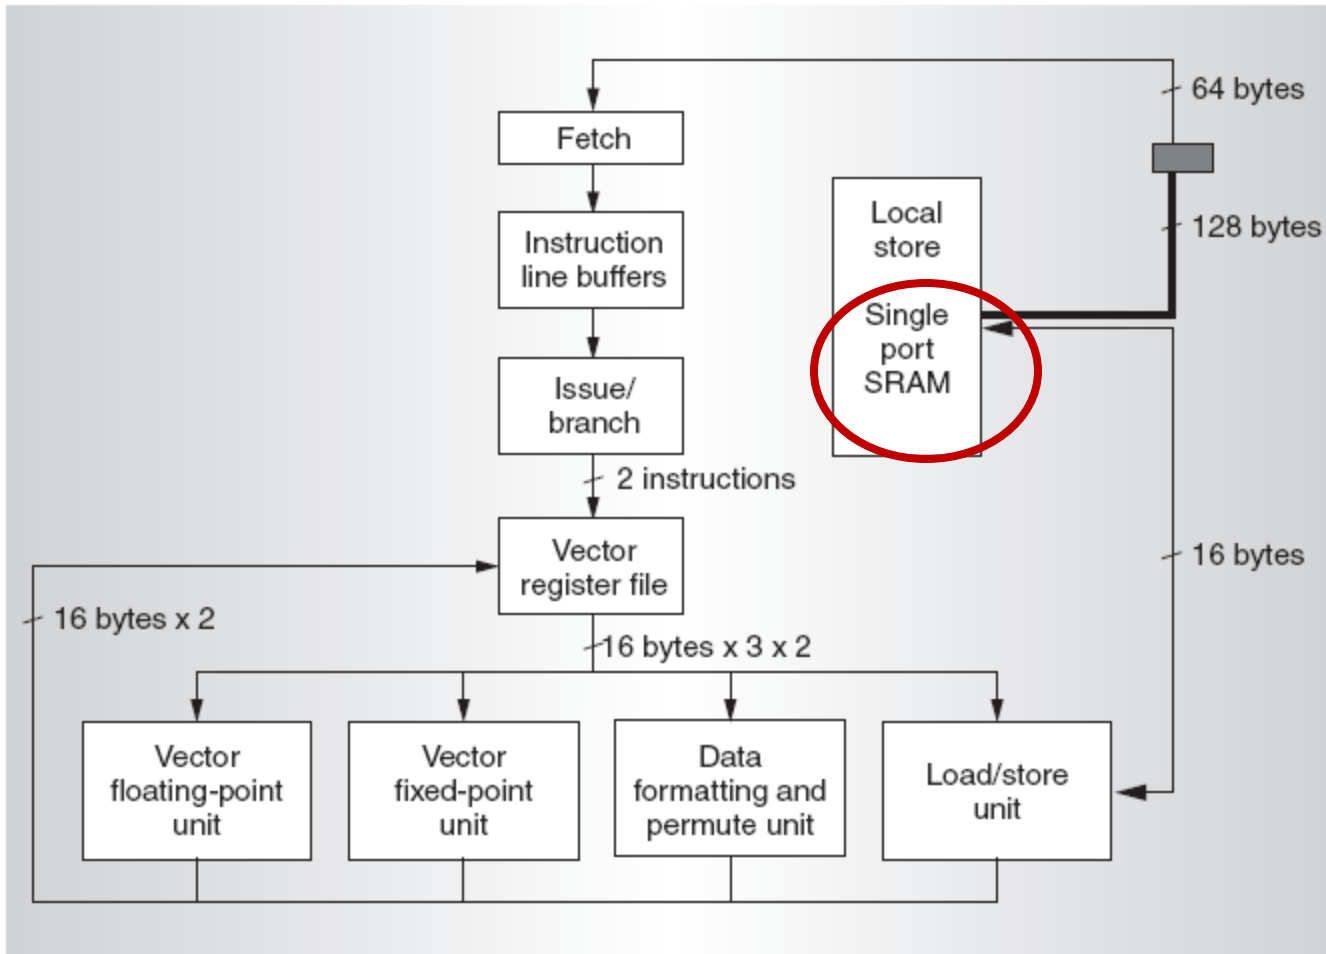 64 bytes
Fetch
Local
store
128 bytes
Instruction
line buffers
Single
port
SRAM
Issue/
branch
2 instructions
Vector
register file
16 bytes
16 bytes x 2
16 bytes x 3 x 2
Vector
floating-point
unit
Vector
fixed-point
unit
Data
formatting and
permute unit
Load/store
unit